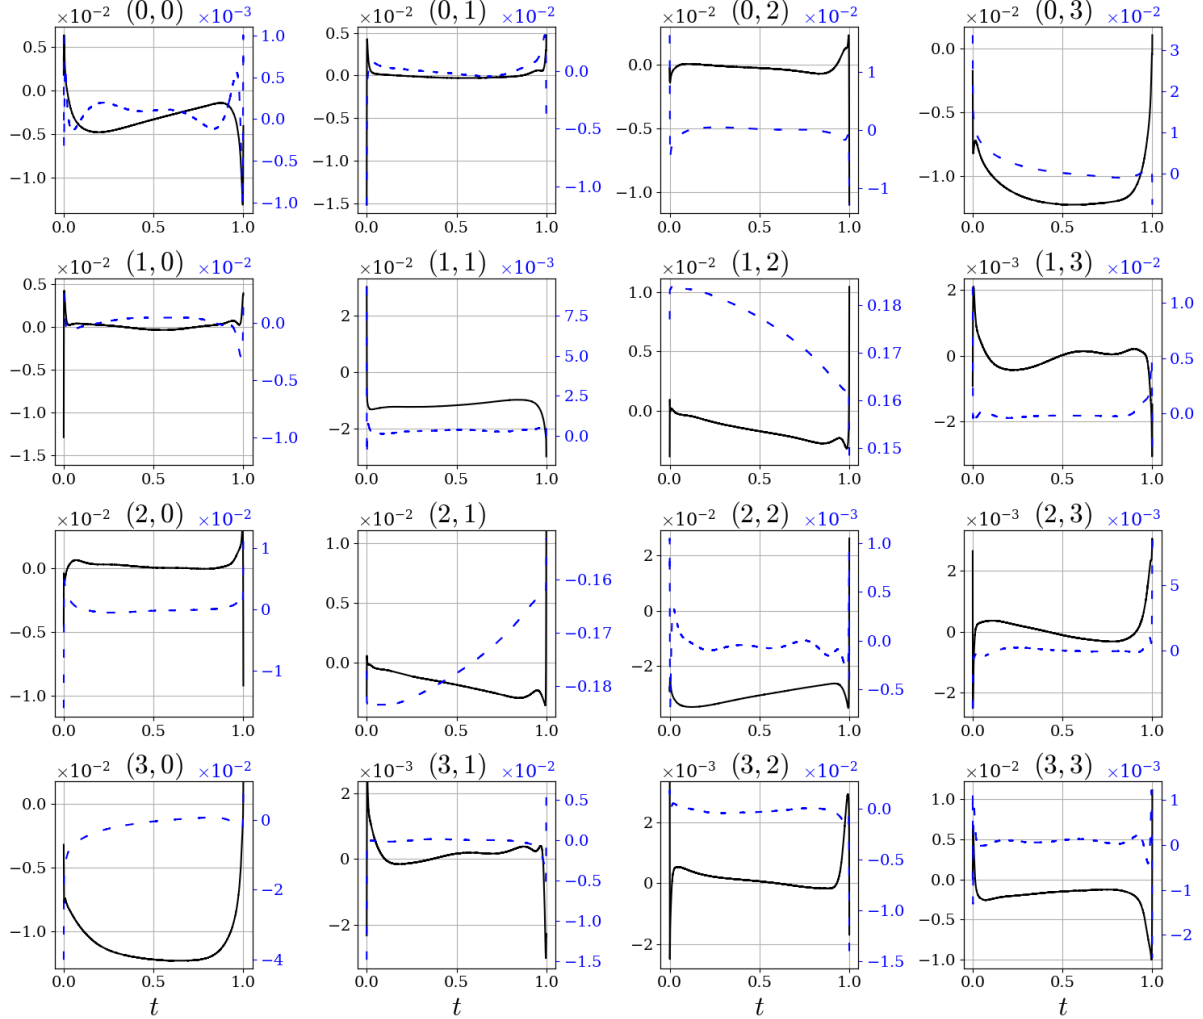 ×10⁻² (0, 0) ×10⁻³ ×10⁻² (0, 1) ×10⁻² ×10⁻² (0, 2) ×10⁻² ×10⁻² (0, 3) ×10⁻²
0.5 0.0 −0.5 −1.0 1.0 0.5 0.0 −0.5 −1.0
0.5 0.0 −0.5 −1.0 −1.5 0.0 −0.5 −1.0
0.5 0.0 −0.5 −1.0 1 0 −1
0.0 −0.5 −1.0 3 2 1 0
0.0 0.5 1.0 0.0 0.5 1.0 0.0 0.5 1.0 0.0 0.5 1.0
×10⁻² (1, 0) ×10⁻² ×10⁻² (1, 1) ×10⁻³ ×10⁻² (1, 2) ×10⁻³ (1, 3) ×10⁻²
0.5 0.0 −0.5 −1.0 −1.5 0.0 −0.5 −1.0
2 0 −2 7.5 5.0 2.5 0.0
1.0 0.5 0.0 0.18 0.17 0.16 0.15
2 0 −2 1.0 0.5 0.0
0.0 0.5 1.0 0.0 0.5 1.0 0.0 0.5 1.0 0.0 0.5 1.0
×10⁻² (2, 0) ×10⁻² ×10⁻² (2, 1) ×10⁻² (2, 2) ×10⁻³ ×10⁻³ (2, 3) ×10⁻³
0.0 −0.5 −1.0 1 0 −1
1.0 0.5 0.0 −0.16 −0.17 −0.18
2 0 −2 1.0 0.5 0.0 −0.5
2 0 −2 5 0
0.0 0.5 1.0 0.0 0.5 1.0 0.0 0.5 1.0 0.0 0.5 1.0
×10⁻² (3, 0) ×10⁻² ×10⁻³ (3, 1) ×10⁻² ×10⁻³ (3, 2) ×10⁻² ×10⁻² (3, 3) ×10⁻³
0.0 −0.5 −1.0 0 −2 −4
2 0 −2 0.5 0.0 −0.5 −1.0 −1.5
2 0 −2 0.0 −0.5 −1.0 −1.5
1.0 0.5 0.0 −0.5 −1.0 1 0 −1 −2
0.0 0.5 1.0 0.0 0.5 1.0 0.0 0.5 1.0 0.0 0.5 1.0
t t t t